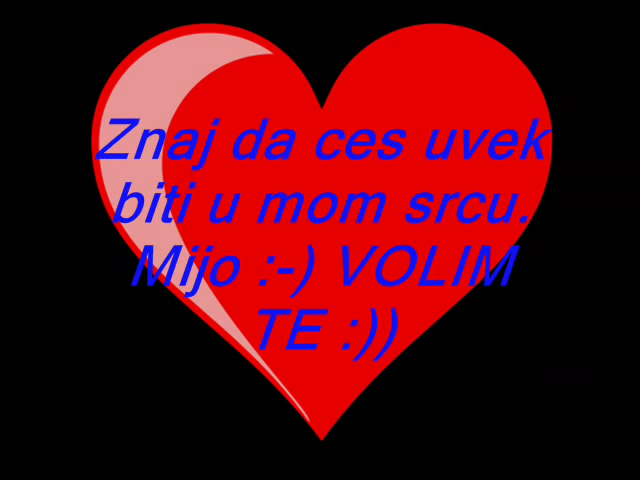 Znaj da ces uvek
biti u mom srcu.
Mijo :-) VOLIM
TE :))